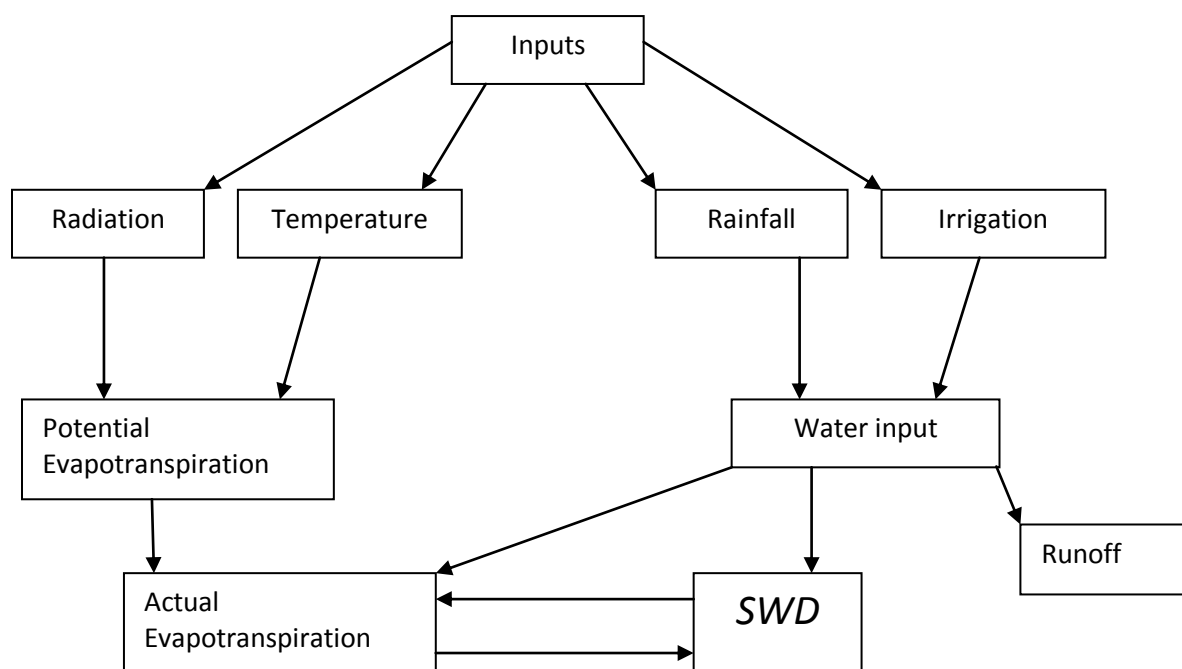 Inputs
Radiation
Temperature
Rainfall
Irrigation
Potential
Evapotranspiration
Water input
Runoff
Actual
Evapotranspiration
SWD